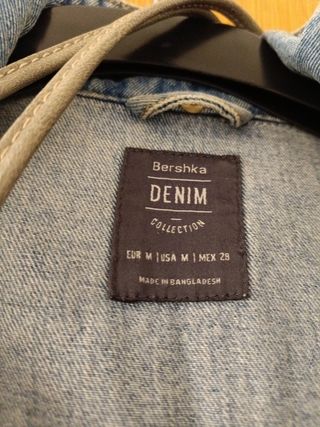 Bershka
DENIM
COLLECTION
EUR M | USA M | MEX 28
MADE IN BANGLADESH